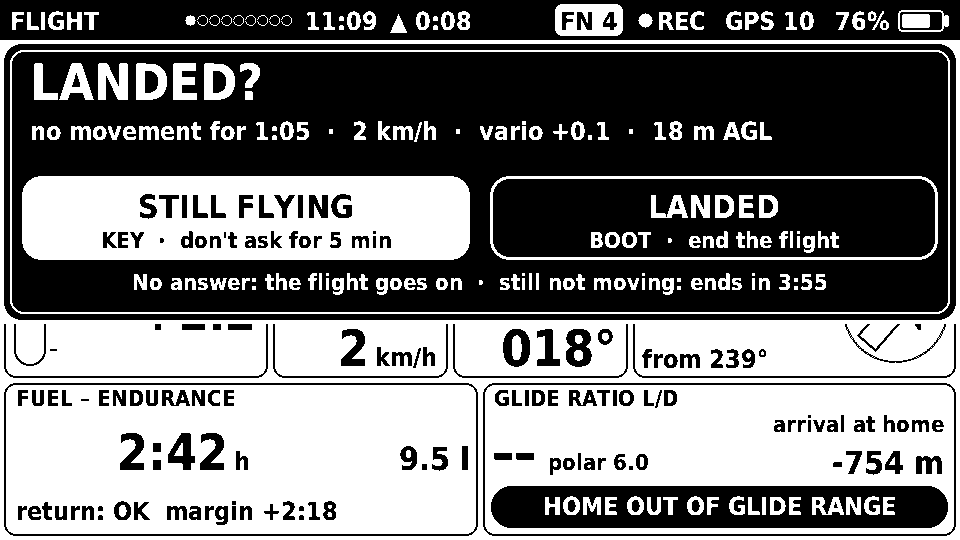 FLIGHT 11:09 ▲ 0:08 FN 4 REC GPS 10 76%
LANDED?
no movement for 1:05 · 2 km/h · vario +0.1 · 18 m AGL
STILL FLYING
KEY · don't ask for 5 min
LANDED
BOOT · end the flight
No answer: the flight goes on · still not moving: ends in 3:55
2 km/h
018°
from 239°
FUEL – ENDURANCE
2:42 h 9.5 l
return: OK margin +2:18
GLIDE RATIO L/D
arrival at home
-- polar 6.0 -754 m
HOME OUT OF GLIDE RANGE